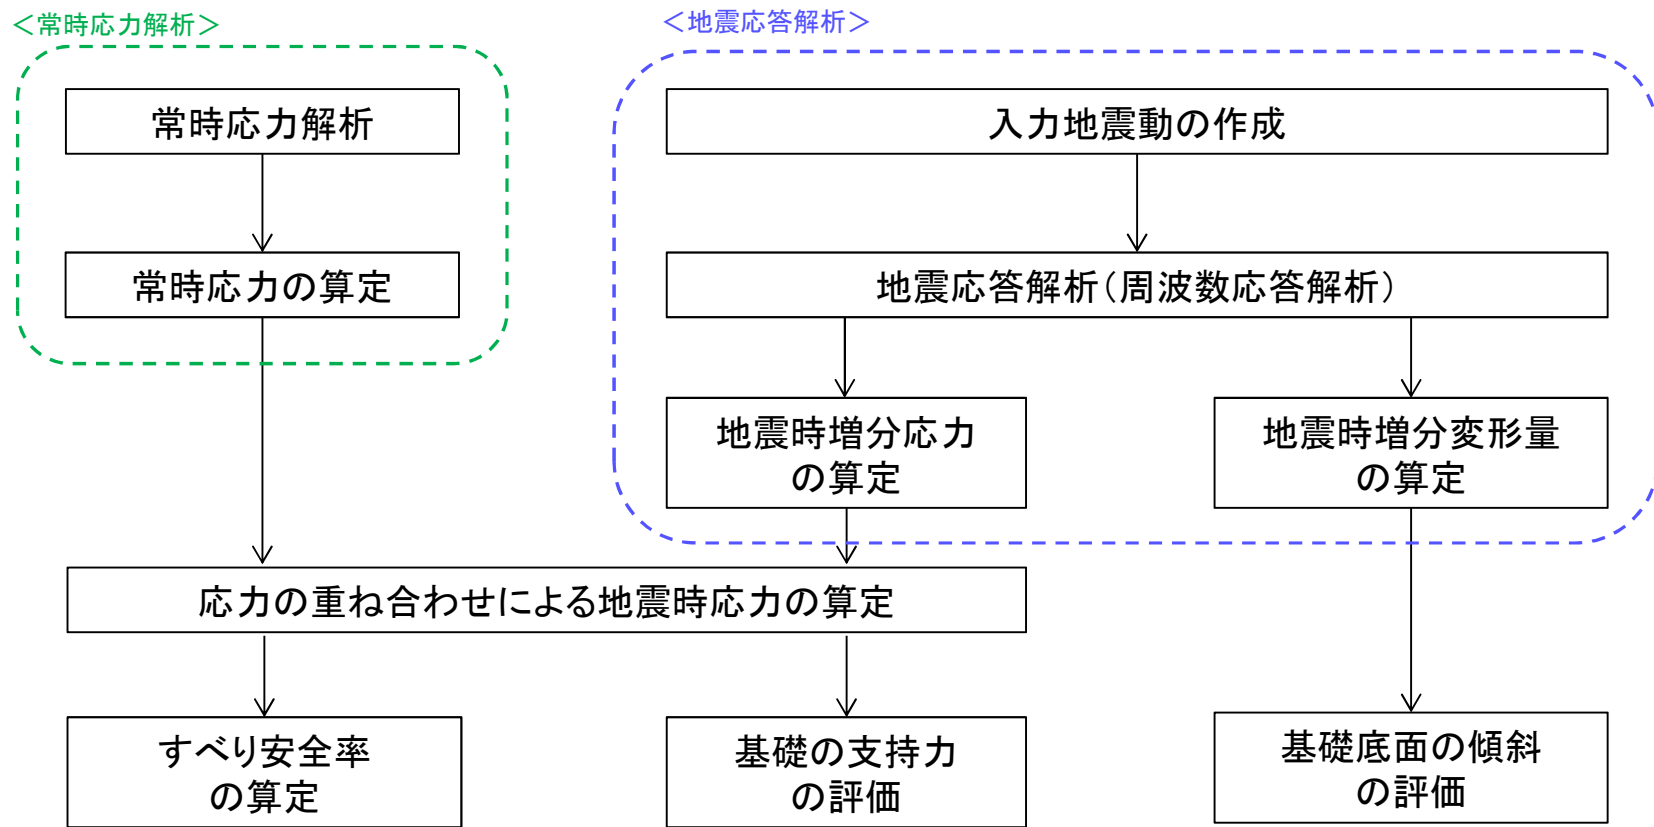 ＜常時応力解析＞
＜地震応答解析＞
常時応力解析
入力地震動の作成
常時応力の算定
地震応答解析（周波数応答解析）
地震時増分応力
の算定
地震時増分変形量
の算定
応力の重ね合わせによる地震時応力の算定
すべり安全率
の算定
基礎の支持力
の評価
基礎底面の傾斜
の評価